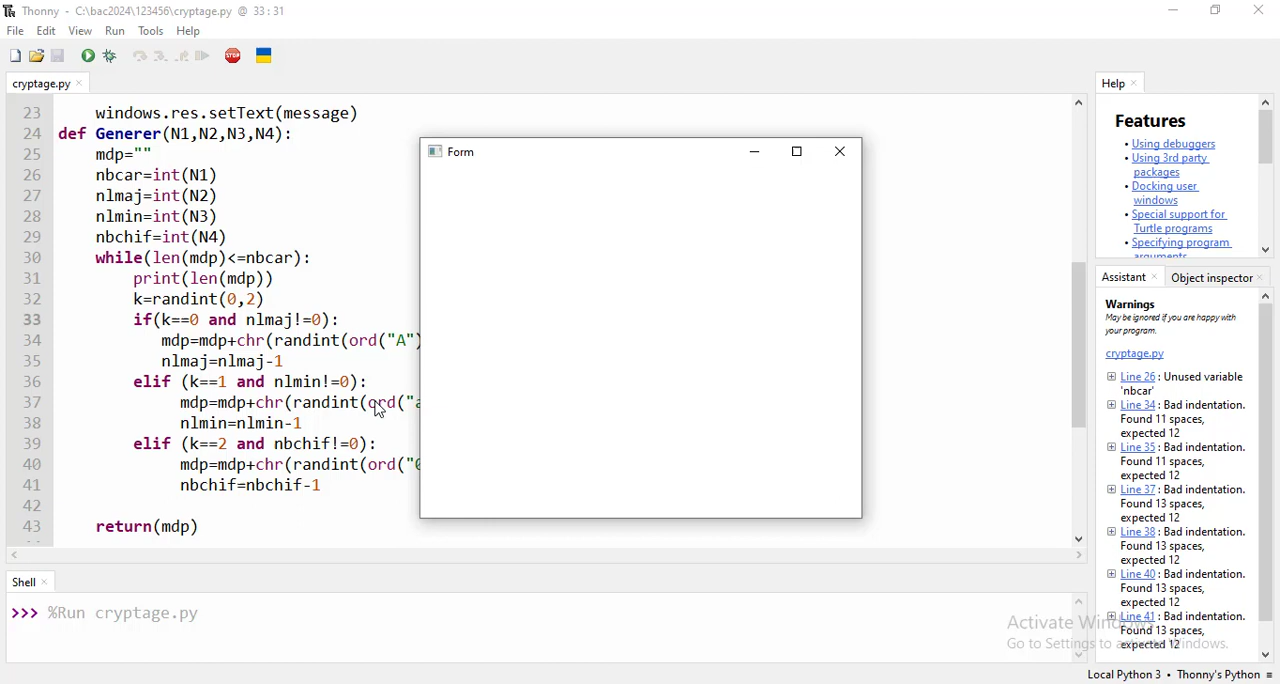 Thonny - C:\bac2024\123456\cryptage.py @ 33:31
File Edit View Run Tools Help
STOP
cryptage.py ×
23 windows.res.setText(message)
24 def Generer(N1,N2,N3,N4):
25 mdp=""
26 nbcar=int(N1)
27 nlmaj=int(N2)
28 nlmin=int(N3)
29 nbchif=int(N4)
30 while(len(mdp)<=nbcar):
31 print(len(mdp))
32 k=randint(0,2)
33 if(k==0 and nlmaj!=0):
34 mdp=mdp+chr(randint(ord("A")
35 nlmaj=nlmaj-1
36 elif (k==1 and nlmin!=0):
37 mdp=mdp+chr(randint(ord("a
38 nlmin=nlmin-1
39 elif (k==2 and nbchif!=0):
40 mdp=mdp+chr(randint(ord("0
41 nbchif=nbchif-1
42
43 return(mdp)
Form
Shell ×
>>> %Run cryptage.py
Help ×
Features
• Using debuggers
• Using 3rd party
packages
• Docking user
windows
• Special support for
Turtle programs
• Specifying program
arguments
Assistant × Object inspector ×
Warnings
May be ignored if you are happy with
your program.
cryptage.py
Line 26 : Unused variable
'nbcar'
Line 34 : Bad indentation.
Found 11 spaces,
expected 12
Line 35 : Bad indentation.
Found 11 spaces,
expected 12
Line 37 : Bad indentation.
Found 13 spaces,
expected 12
Line 38 : Bad indentation.
Found 13 spaces,
expected 12
Line 40 : Bad indentation.
Found 13 spaces,
expected 12
Line 41 : Bad indentation.
Found 13 spaces,
expected 12
Activate Windows
Go to Settings to activate Windows.
Local Python 3 • Thonny's Python ≡